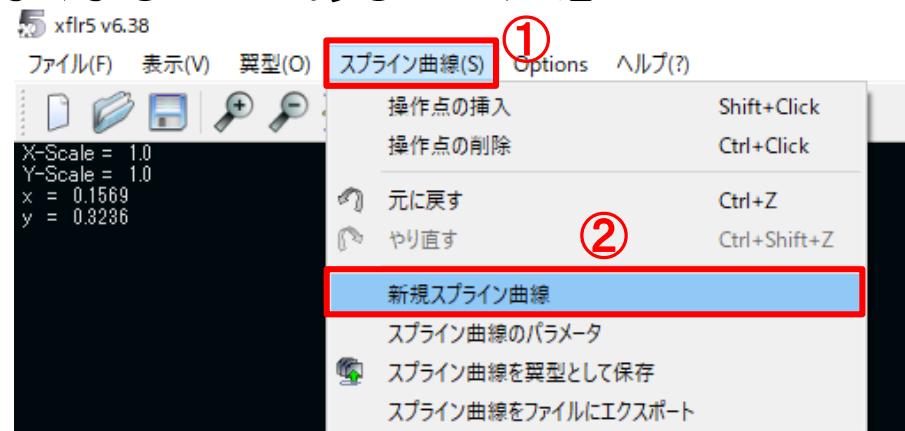 xflr5 v6.38
①
ファイル(F) 表示(V) 翼型(O) スプライン曲線(S) Options ヘルプ(?)
操作点の挿入 Shift+Click
操作点の削除 Ctrl+Click
X-Scale = 1.0
Y-Scale = 1.0
x = 0.1569
y = 0.3236
元に戻す Ctrl+Z
やり直す Ctrl+Shift+Z
②
新規スプライン曲線
スプライン曲線のパラメータ
スプライン曲線を翼型として保存
スプライン曲線をファイルにエクスポート